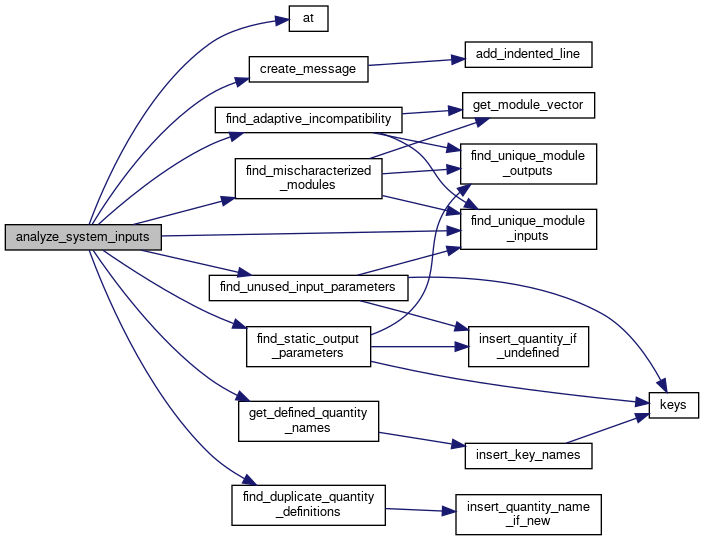 at
create_message
add_indented_line
find_adaptive_incompatibility
get_module_vector
find_mischaracterized
_modules
find_unique_module
_outputs
analyze_system_inputs
find_unique_module
_inputs
find_unused_input_parameters
find_static_output
_parameters
insert_quantity_if
_undefined
keys
get_defined_quantity
_names
insert_key_names
find_duplicate_quantity
_definitions
insert_quantity_name
_if_new